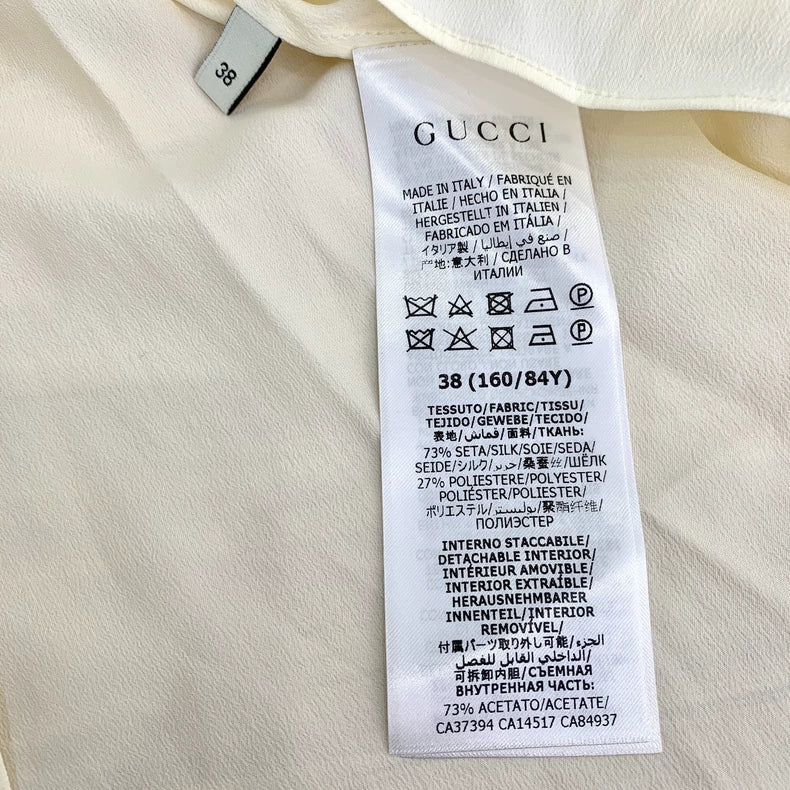 38
GUCCI
MADE IN ITALY / FABRIQUÉ EN
ITALIE / HECHO EN ITALIA /
HERGESTELLT IN ITALIEN /
FABRICADO EM ITÁLIA /
イタリア製 / صنع في إيطاليا /
产地:意大利 / СДЕЛАНО В
ИТАЛИИ
P
P
38 (160/84Y)
TESSUTO/FABRIC/TISSU/
TEJIDO/GEWEBE/TECIDO/
表地/قماش/面料/ТКАНЬ:
73% SETA/SILK/SOIE/SEDA/
SEIDE/シルク/حرير/桑蚕丝/ШЁЛК
27% POLIESTERE/POLYESTER/
POLIÉSTER/POLIESTER/
ポリエステル/بوليستر/聚酯纤维/
ПОЛИЭСТЕР
INTERNO STACCABILE/
DETACHABLE INTERIOR/
INTÉRIEUR AMOVIBLE/
INTERIOR EXTRAÍBLE/
HERAUSNEHMBARER
INNENTEIL/INTERIOR
REMOVÍVEL/
付属パーツ取り外し可能/الجزء
الداخلي القابل للفصل/
可拆卸内胆/СЪЕМНАЯ
ВНУТРЕННАЯ ЧАСТЬ:
73% ACETATO/ACETATE/
CA37394 CA14517 CA84937